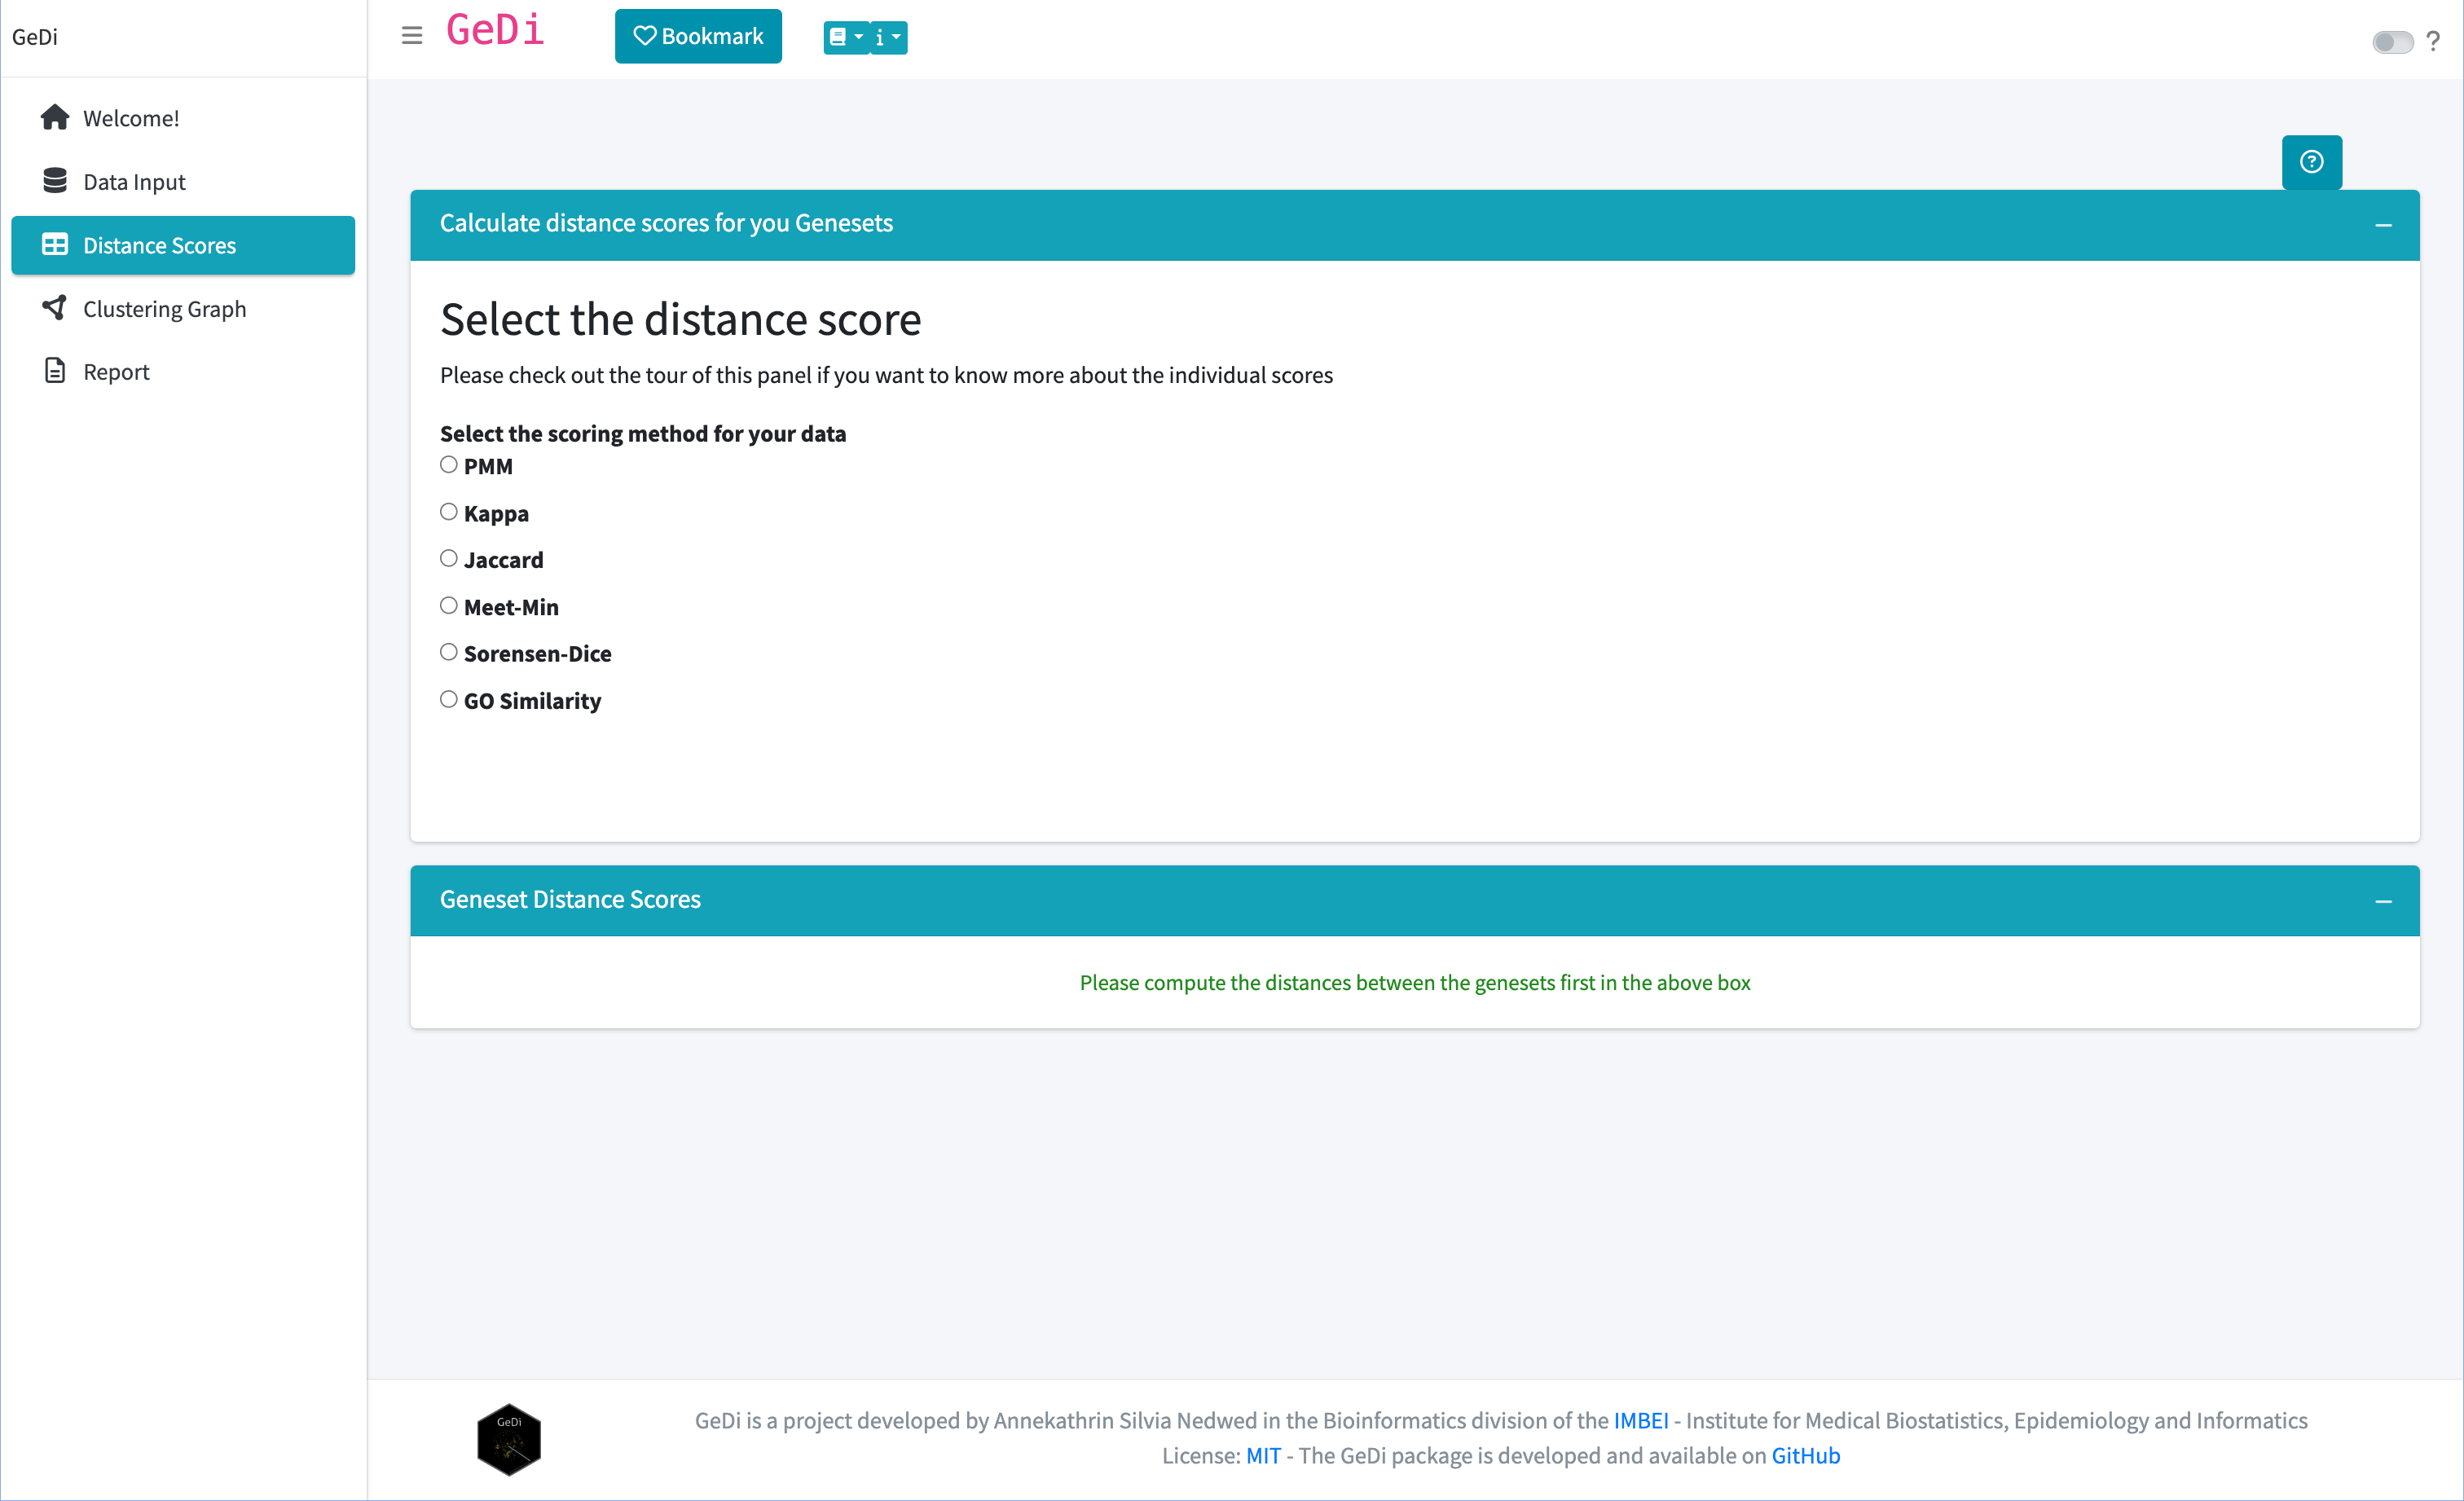 GeDi
GeDi
Bookmark
?
Welcome!
Data Input
Distance Scores
Clustering Graph
Report
Calculate distance scores for you Genesets
Select the distance score
Please check out the tour of this panel if you want to know more about the individual scores
Select the scoring method for your data
PMM
Kappa
Jaccard
Meet-Min
Sorensen-Dice
GO Similarity
Geneset Distance Scores
Please compute the distances between the genesets first in the above box
GeDi
GeDi is a project developed by Annekathrin Silvia Nedwed in the Bioinformatics division of the IMBEI - Institute for Medical Biostatistics, Epidemiology and Informatics
License: MIT - The GeDi package is developed and available on GitHub